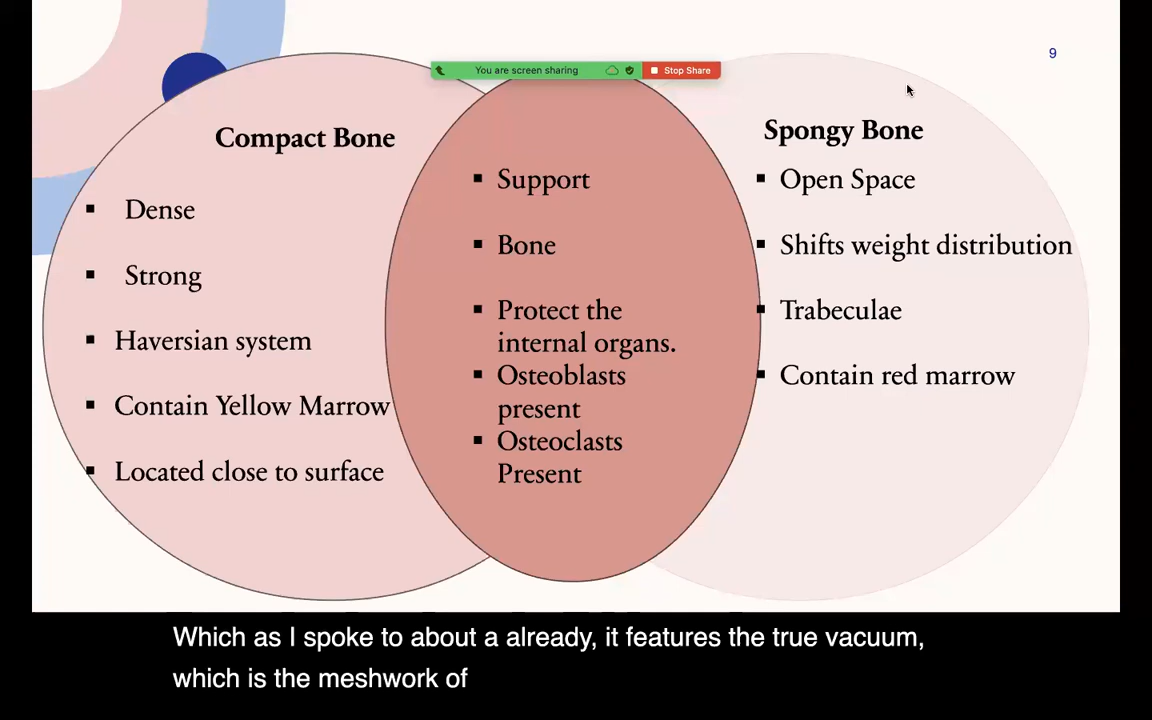 9
You are screen sharing
Stop Share
Compact Bone
Dense
Strong
Haversian system
Contain Yellow Marrow
Located close to surface
Support
Bone
Protect the
internal organs.
Osteoblasts
present
Osteoclasts
Present
Spongy Bone
Open Space
Shifts weight distribution
Trabeculae
Contain red marrow
Which as I spoke to about a already, it features the true vacuum,
which is the meshwork of